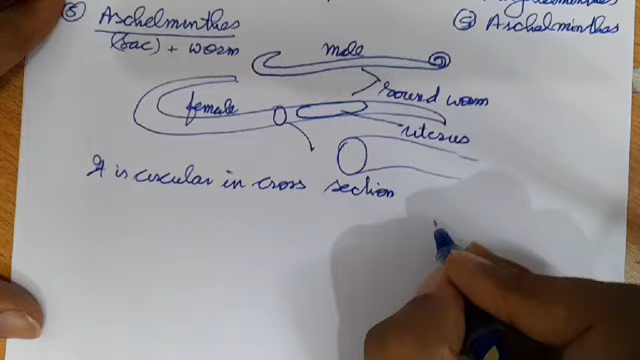 ⑤ Aschelminthes
(Sac) + worm
⑤ Aschelminthes
male
female
round worm
uterus
It is circular in cross section